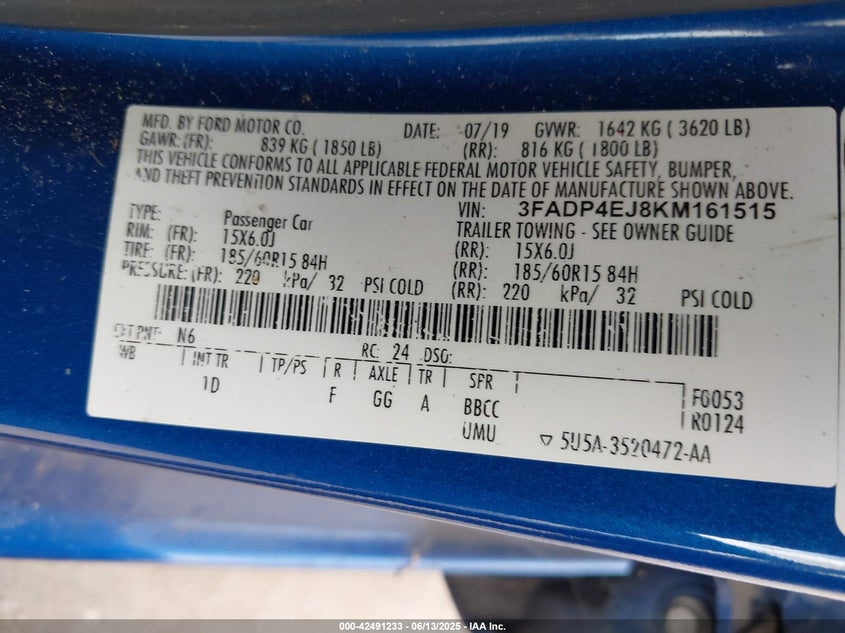 MFD. BY FORD MOTOR CO. DATE: 07/19 GVWR: 1642 KG ( 3620 LB)
GAWR: (FR): 839 KG ( 1850 LB) (RR): 816 KG ( 1800 LB)
THIS VEHICLE CONFORMS TO ALL APPLICABLE FEDERAL MOTOR VEHICLE SAFETY, BUMPER,
AND THEFT PREVENTION STANDARDS IN EFFECT ON THE DATE OF MANUFACTURE SHOWN ABOVE.
VIN: 3FADP4EJ8KM161515
TYPE: Passenger Car TRAILER TOWING - SEE OWNER GUIDE
RIM: (FR): 15X6.0J (RR): 15X6.0J
TIRE: (FR): 185/60R15 84H (RR): 185/60R15 84H
PRESSURE: (FR): 220 kPa/ 32 PSI COLD (RR): 220 kPa/ 32 PSI COLD
EXT PNT: N6 RC: 24 DSO:
WB INT TR TP/PS R AXLE TR SPR
1D F GG A BBCC
UMU
F0053
R0124
▽ 5U5A-3520472-AA
000-42491233 - 06/13/2025 - IAA Inc.